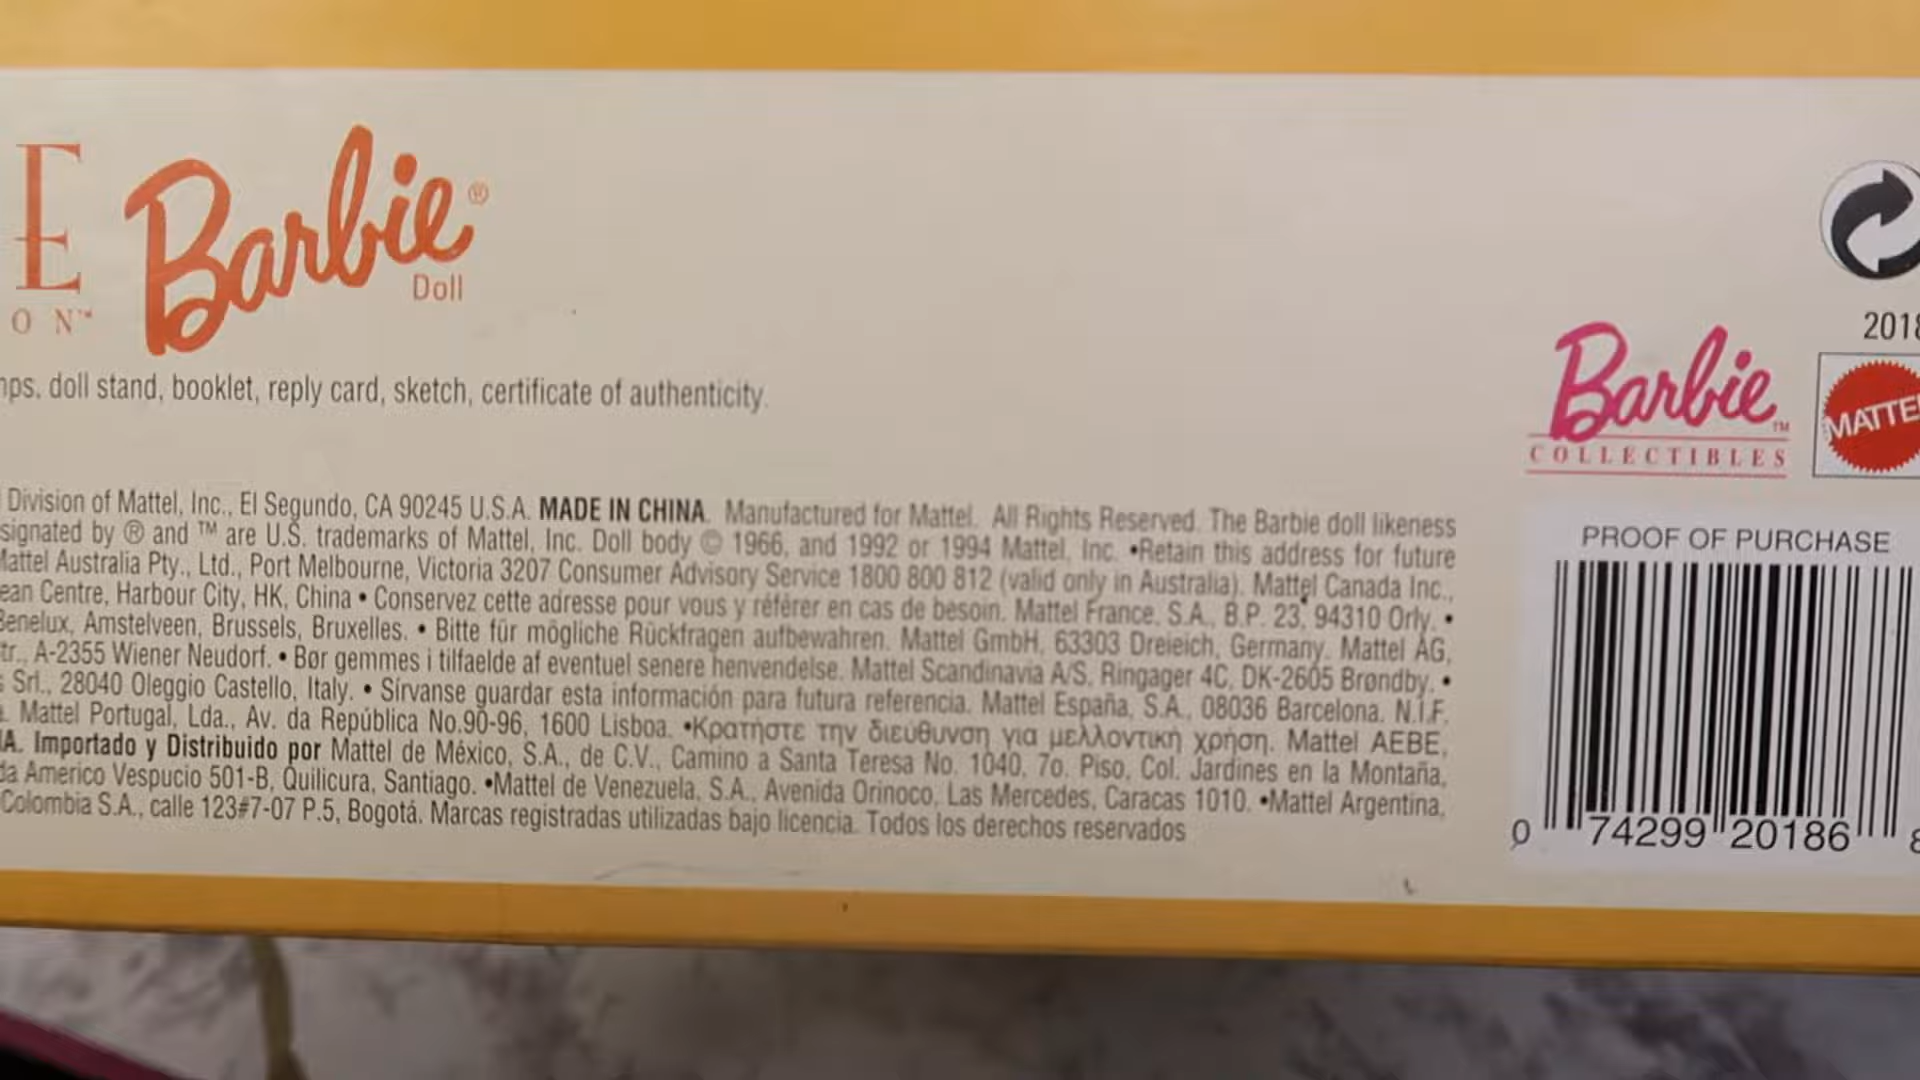 E Barbie®
Doll
O N™
2018
ps, doll stand, booklet, reply card, sketch, certificate of authenticity.
Barbie™
COLLECTIBLES
MATTE
Division of Mattel, Inc., El Segundo, CA 90245 U.S.A. MADE IN CHINA. Manufactured for Mattel. All Rights Reserved. The Barbie doll likeness
signated by ® and ™ are U.S. trademarks of Mattel, Inc. Doll body © 1966, and 1992 or 1994 Mattel, Inc. •Retain this address for future
Mattel Australia Pty., Ltd., Port Melbourne, Victoria 3207 Consumer Advisory Service 1800 800 812 (valid only in Australia). Mattel Canada Inc.,
ean Centre, Harbour City, HK, China • Conservez cette adresse pour vous y référer en cas de besoin. Mattel France, S.A., B.P. 23, 94310 Orly. •
Benelux, Amstelveen, Brussels, Bruxelles. • Bitte für mögliche Rückfragen aufbewahren. Mattel GmbH, 63303 Dreieich, Germany. Mattel AG,
tr., A-2355 Wiener Neudorf. • Bør gemmes i tilfaelde af eventuel senere henvendelse. Mattel Scandinavia A/S, Ringager 4C, DK-2605 Brøndby. •
Srl., 28040 Oleggio Castello, Italy. • Sírvanse guardar esta información para futura referencia. Mattel España, S.A., 08036 Barcelona. N.I.F.
Mattel Portugal, Lda., Av. da República No.90-96, 1600 Lisboa. •Κρατήστε την διεύθυνση για μελλοντική χρήση. Mattel AEBE,
IA. Importado y Distribuido por Mattel de México, S.A., de C.V., Camino a Santa Teresa No. 1040, 7o. Piso, Col. Jardines en la Montaña,
da Americo Vespucio 501-B, Quilicura, Santiago. •Mattel de Venezuela, S.A., Avenida Orinoco, Las Mercedes, Caracas 1010. •Mattel Argentina,
Colombia S.A., calle 123#7-07 P.5, Bogotá. Marcas registradas utilizadas bajo licencia. Todos los derechos reservados
PROOF OF PURCHASE
0 74299 20186 8